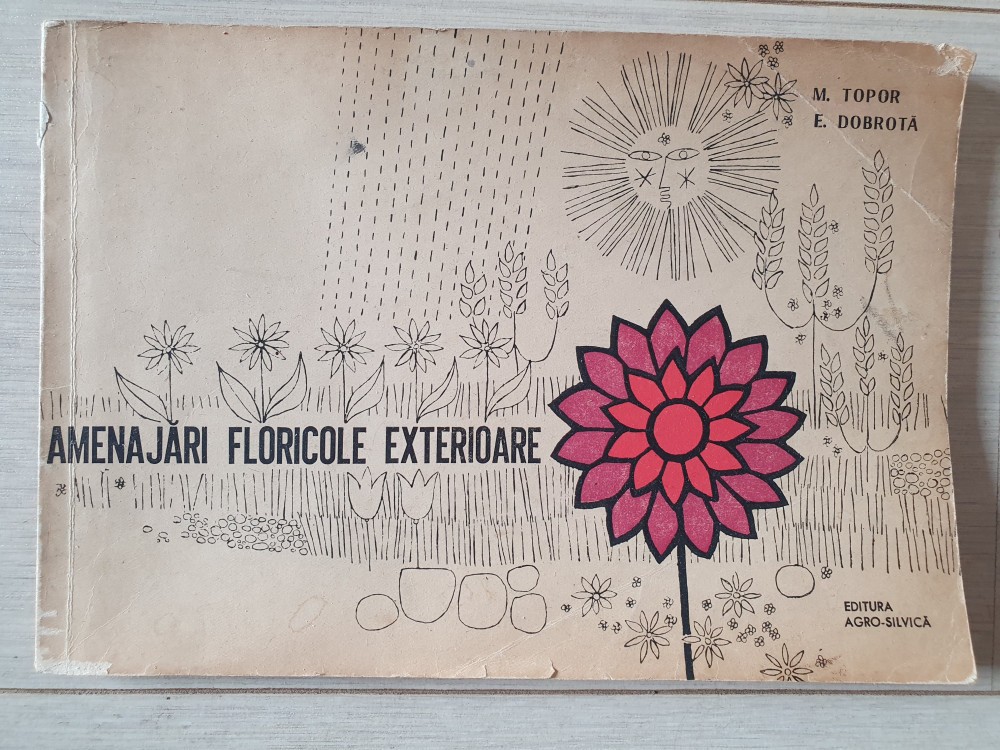 M. TOPOR
E. DOBROTĂ
AMENAJĂRI FLORICOLE EXTERIOARE
EDITURA
AGRO-SILVICĂ